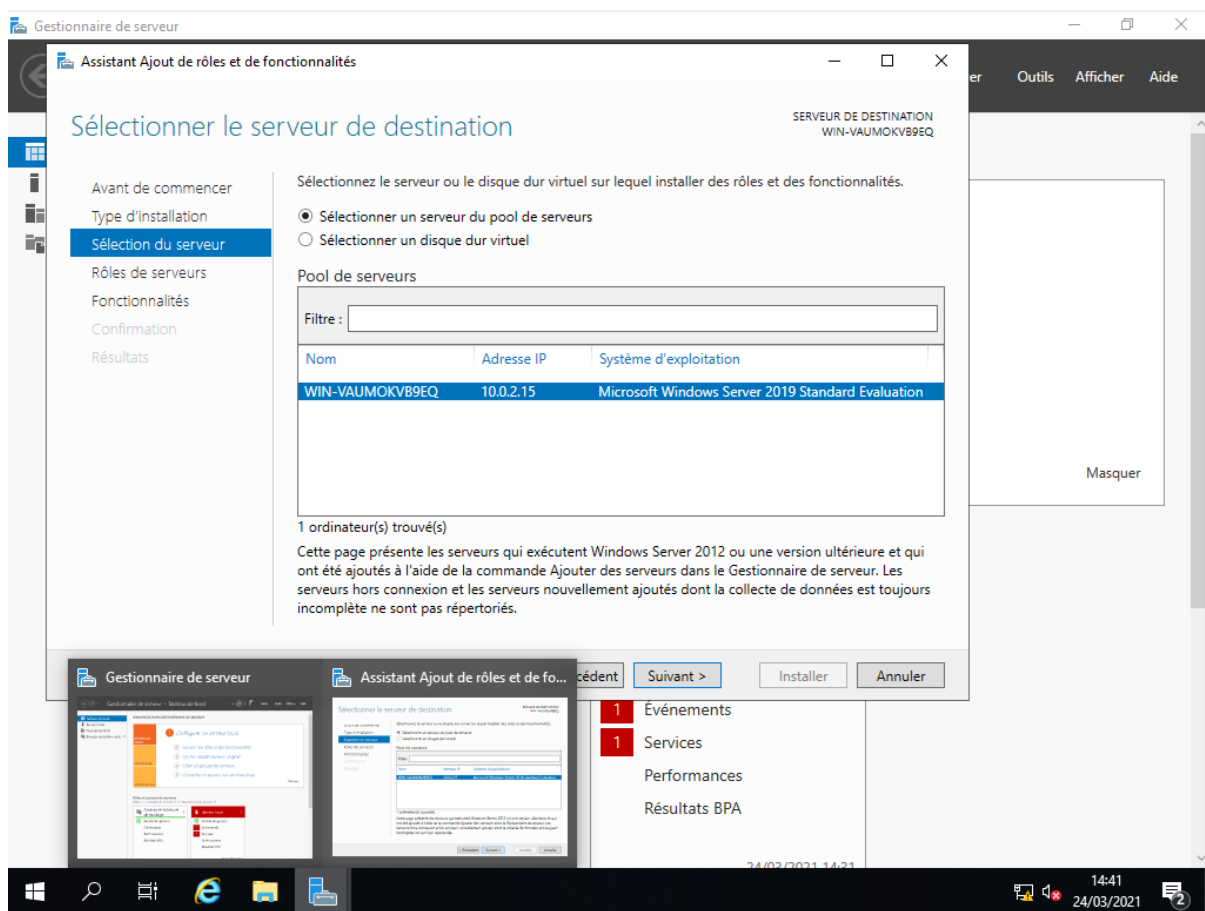 Gestionnaire de serveur
Assistant Ajout de rôles et de fonctionnalités
er Outils Afficher Aide
Sélectionner le serveur de destination
SERVEUR DE DESTINATION
WIN-VAUMOKVB9EQ
Avant de commencer
Type d'installation
Sélection du serveur
Rôles de serveurs
Fonctionnalités
Confirmation
Résultats
Sélectionnez le serveur ou le disque dur virtuel sur lequel installer des rôles et des fonctionnalités.
Sélectionner un serveur du pool de serveurs
Sélectionner un disque dur virtuel
Pool de serveurs
Filtre :
Nom Adresse IP Système d'exploitation
WIN-VAUMOKVB9EQ 10.0.2.15 Microsoft Windows Server 2019 Standard Evaluation
1 ordinateur(s) trouvé(s)
Cette page présente les serveurs qui exécutent Windows Server 2012 ou une version ultérieure et qui
ont été ajoutés à l'aide de la commande Ajouter des serveurs dans le Gestionnaire de serveur. Les
serveurs hors connexion et les serveurs nouvellement ajoutés dont la collecte de données est toujours
incomplète ne sont pas répertoriés.
Masquer
cédent Suivant > Installer Annuler
Gestionnaire de serveur
Assistant Ajout de rôles et de fo...
1 Événements
1 Services
Performances
Résultats BPA
24/03/2021 14:31
14:41
24/03/2021
2